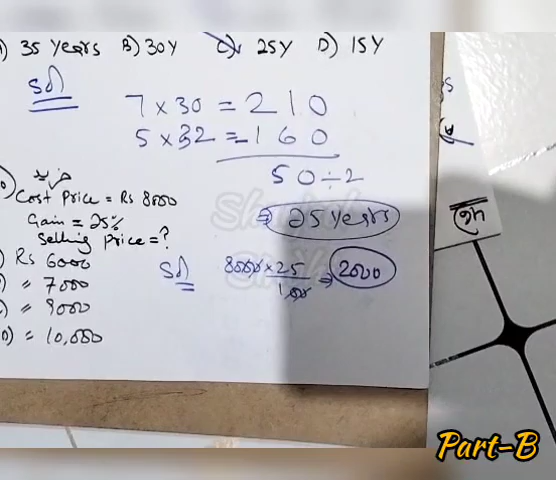 ) 35 Years B) 30Y C) 25Y D) 15Y
Sol
7 × 30 = 210
5 × 32 = -160
50 ÷ 2
⇒ 25 Years
خرید
Cost Price = Rs 8000
Gain = 25%
Selling Price = ?
) Rs 6000
) " 7000
) " 9000
D) = 10,000
Sol
8000 × 25
100
⇒ 2000
Part-B